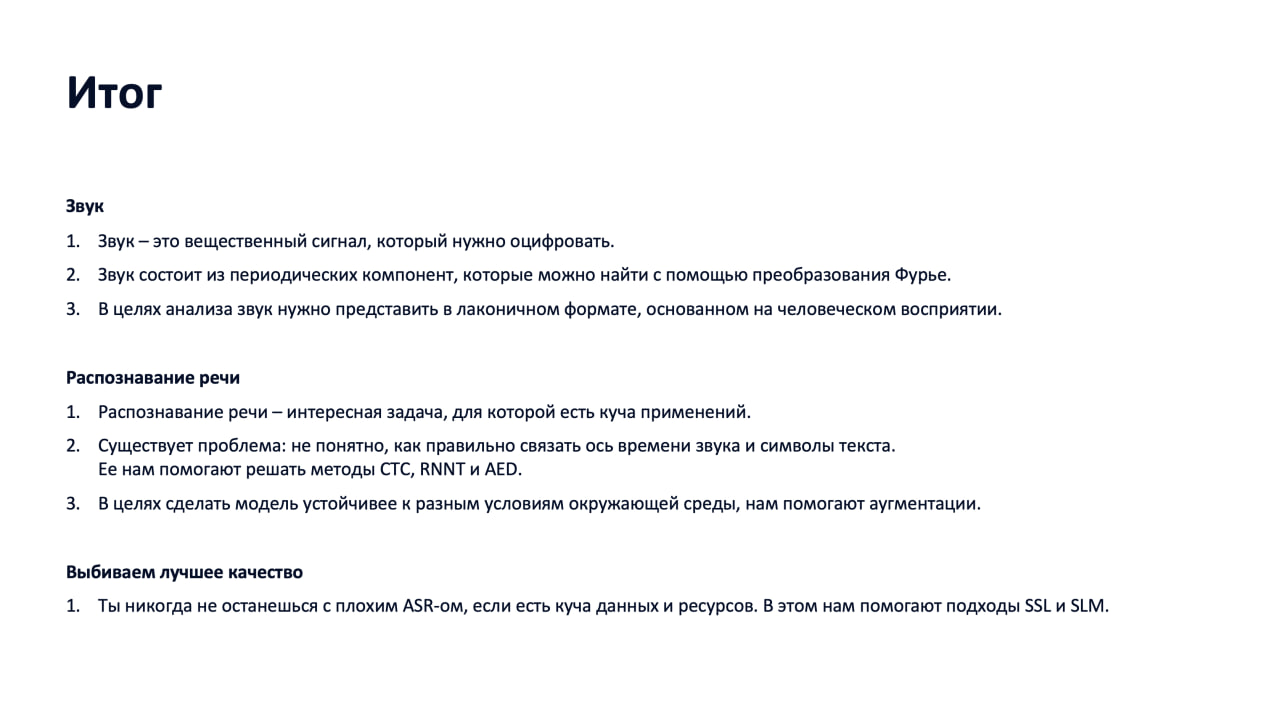 Итог
Звук
1. Звук – это вещественный сигнал, который нужно оцифровать.
2. Звук состоит из периодических компонент, которые можно найти с помощью преобразования Фурье.
3. В целях анализа звук нужно представить в лаконичном формате, основанном на человеческом восприятии.
Распознавание речи
1. Распознавание речи – интересная задача, для которой есть куча применений.
2. Существует проблема: не понятно, как правильно связать ось времени звука и символы текста.
Ее нам помогают решать методы CTC, RNNT и AED.
3. В целях сделать модель устойчивее к разным условиям окружающей среды, нам помогают аугментации.
Выбиваем лучшее качество
1. Ты никогда не останешься с плохим ASR-ом, если есть куча данных и ресурсов. В этом нам помогают подходы SSL и SLM.